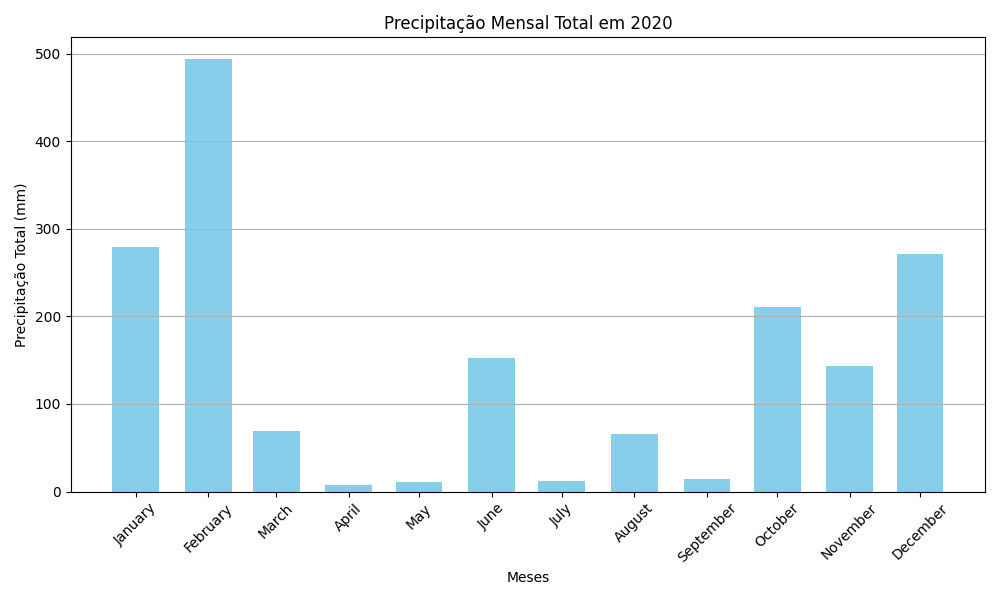 Precipitação Mensal Total em 2020
Precipitação Total (mm)
500
400
300
200
100
0
January
February
March
April
May
June
July
August
September
October
November
December
Meses